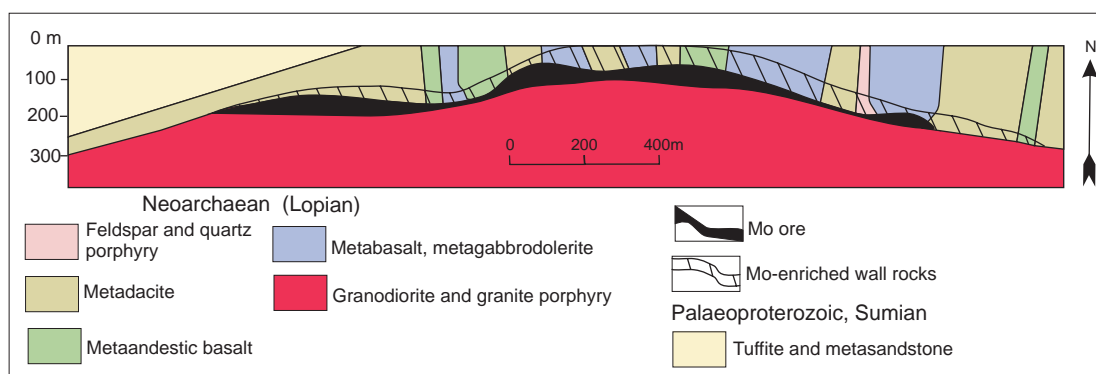 0 m
100
200
300
N
0 200 400m
Neoarchaean (Lopian)
Feldspar and quartz
porphyry
Metadacite
Metaandestic basalt
Metabasalt, metagabbrodolerite
Granodiorite and granite porphyry
Mo ore
Mo-enriched wall rocks
Palaeoproterozoic, Sumian
Tuffite and metasandstone